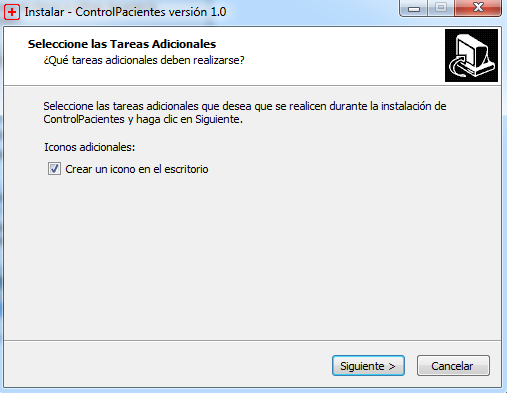 Instalar - ControlPacientes versión 1.0
Seleccione las Tareas Adicionales
¿Qué tareas adicionales deben realizarse?
Seleccione las tareas adicionales que desea que se realicen durante la instalación de
ControlPacientes y haga clic en Siguiente.
Iconos adicionales:
Crear un icono en el escritorio
Siguiente >
Cancelar